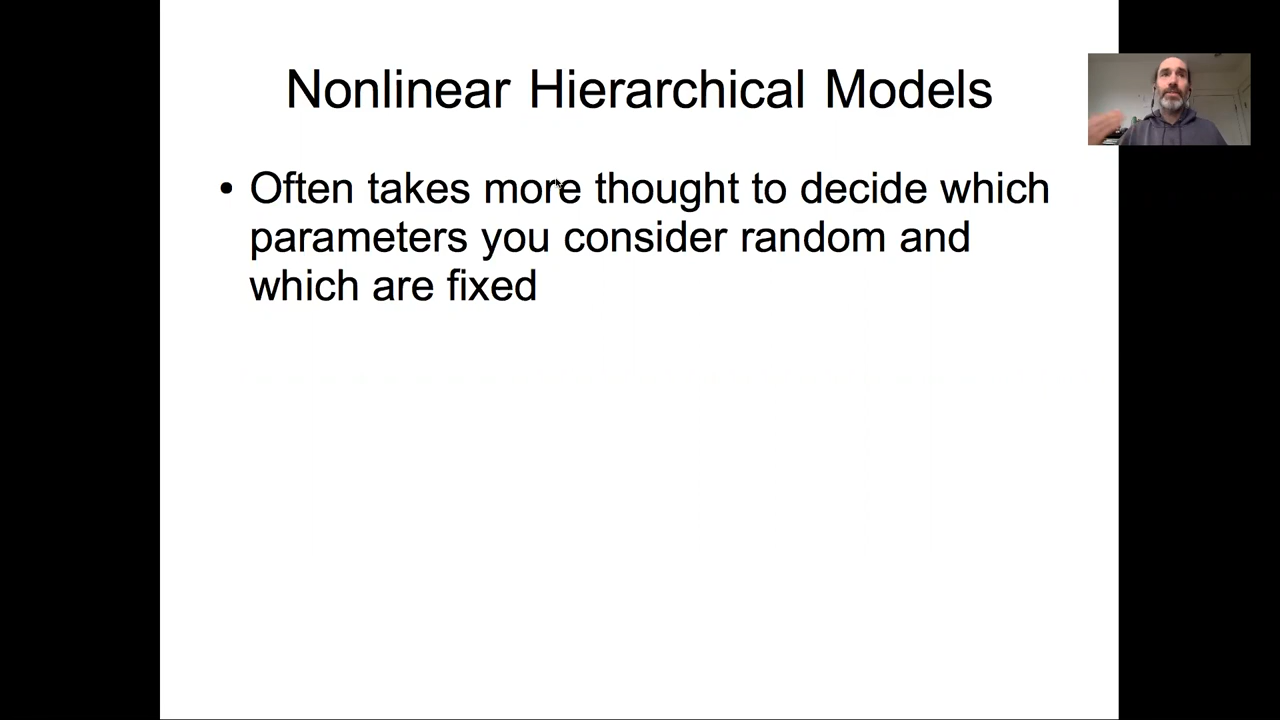 Nonlinear Hierarchical Models
• Often takes more thought to decide which
parameters you consider random and
which are fixed